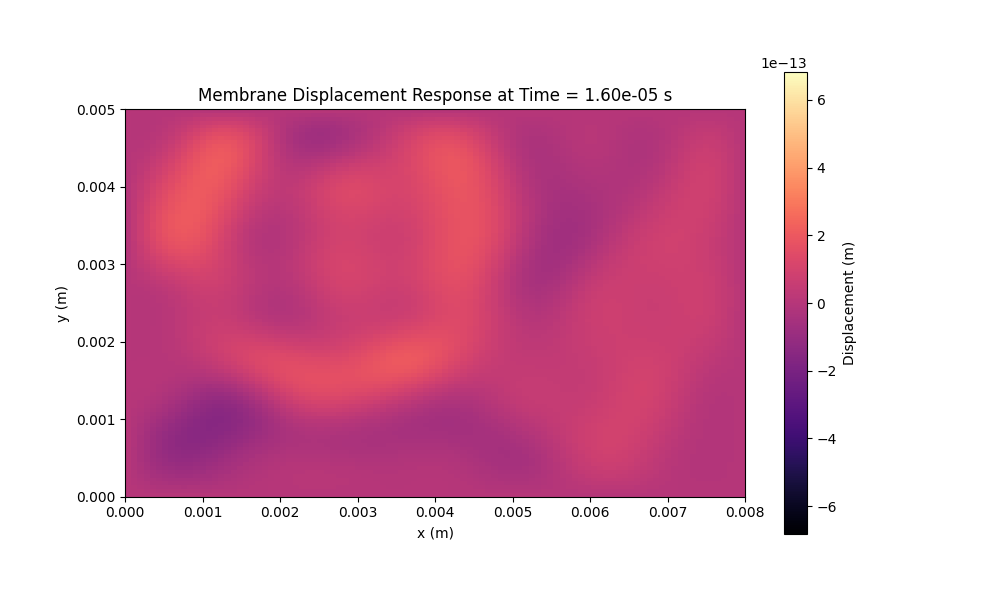 1e−13
Membrane Displacement Response at Time = 1.60e-05 s
0.005
0.004
0.003
0.002
0.001
0.000
y (m)
0.000 0.001 0.002 0.003 0.004 0.005 0.006 0.007 0.008
x (m)
6
4
2
0
−2
−4
−6
Displacement (m)